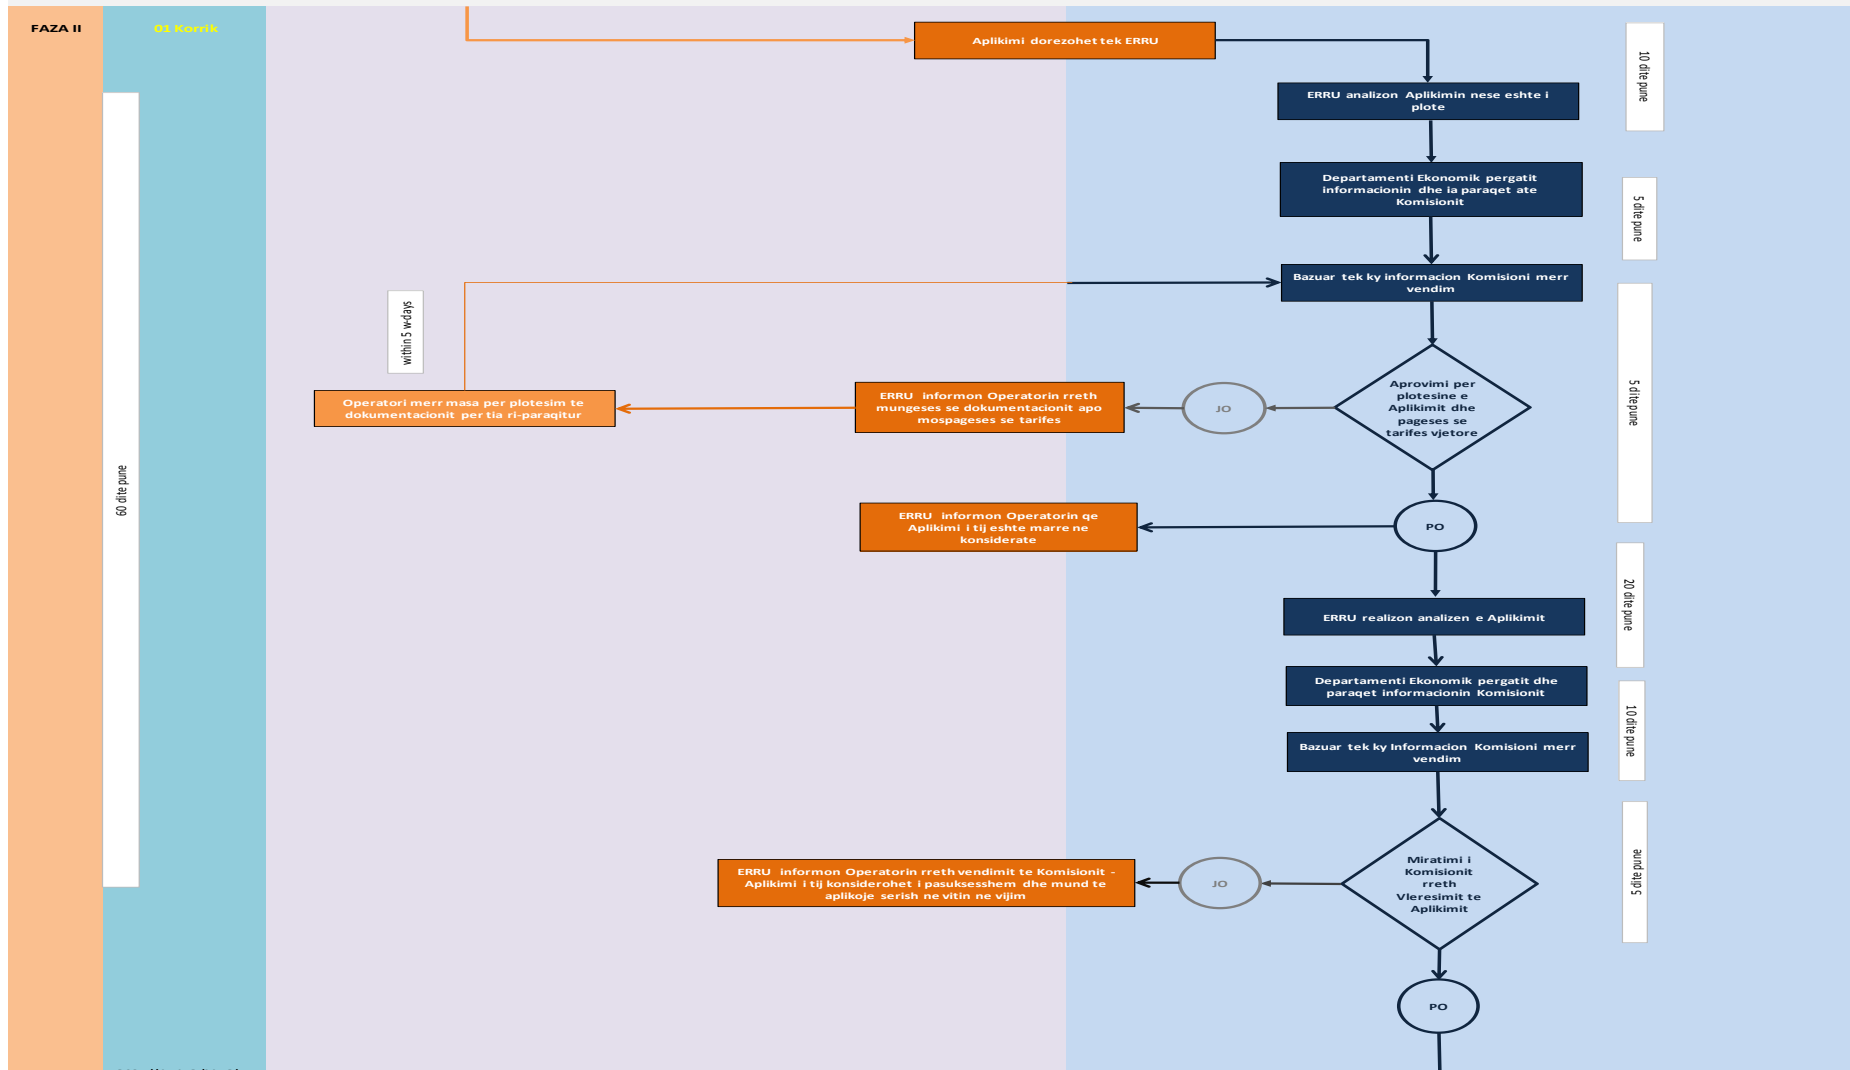 FAZA II
01 Korrik
Aplikimi dorezohet tek ERRU
10 dite pune
ERRU analizon Aplikimin nese eshte i
plote
60 dite pune
Departamenti Ekonomik pergatit
informacionin dhe ia paraqet ate
Komisionit
5 dite pune
Bazuar tek ky informacion Komisioni merr
vendim
within 5 w-days
5 dite pune
Aprovimi per
plotesine e
Aplikimit dhe
pageses se
tarifes vjetore
JO
ERRU informon Operatorin rreth
mungeses se dokumentacionit apo
mospageses se tarifes
Operatori merr masa per plotesim te
dokumentacionit per tia ri-paraqitur
PO
ERRU informon Operatorin qe
Aplikimi i tij eshte marre ne
konsiderate
20 dite pune
ERRU realizon analizen e Aplikimit
Departamenti Ekonomik pergatit dhe
paraqet informacionin Komisionit
10 dite pune
Bazuar tek ky Informacion Komisioni merr
vendim
5 dite pune
Miratimi i
Komisionit
rreth
Vleresimit te
Aplikimit
JO
ERRU informon Operatorin rreth vendimit te Komisionit -
Aplikimi i tij konsiderohet i pasuksesshem dhe mund te
aplikoje serish ne vitin ne vijim
PO